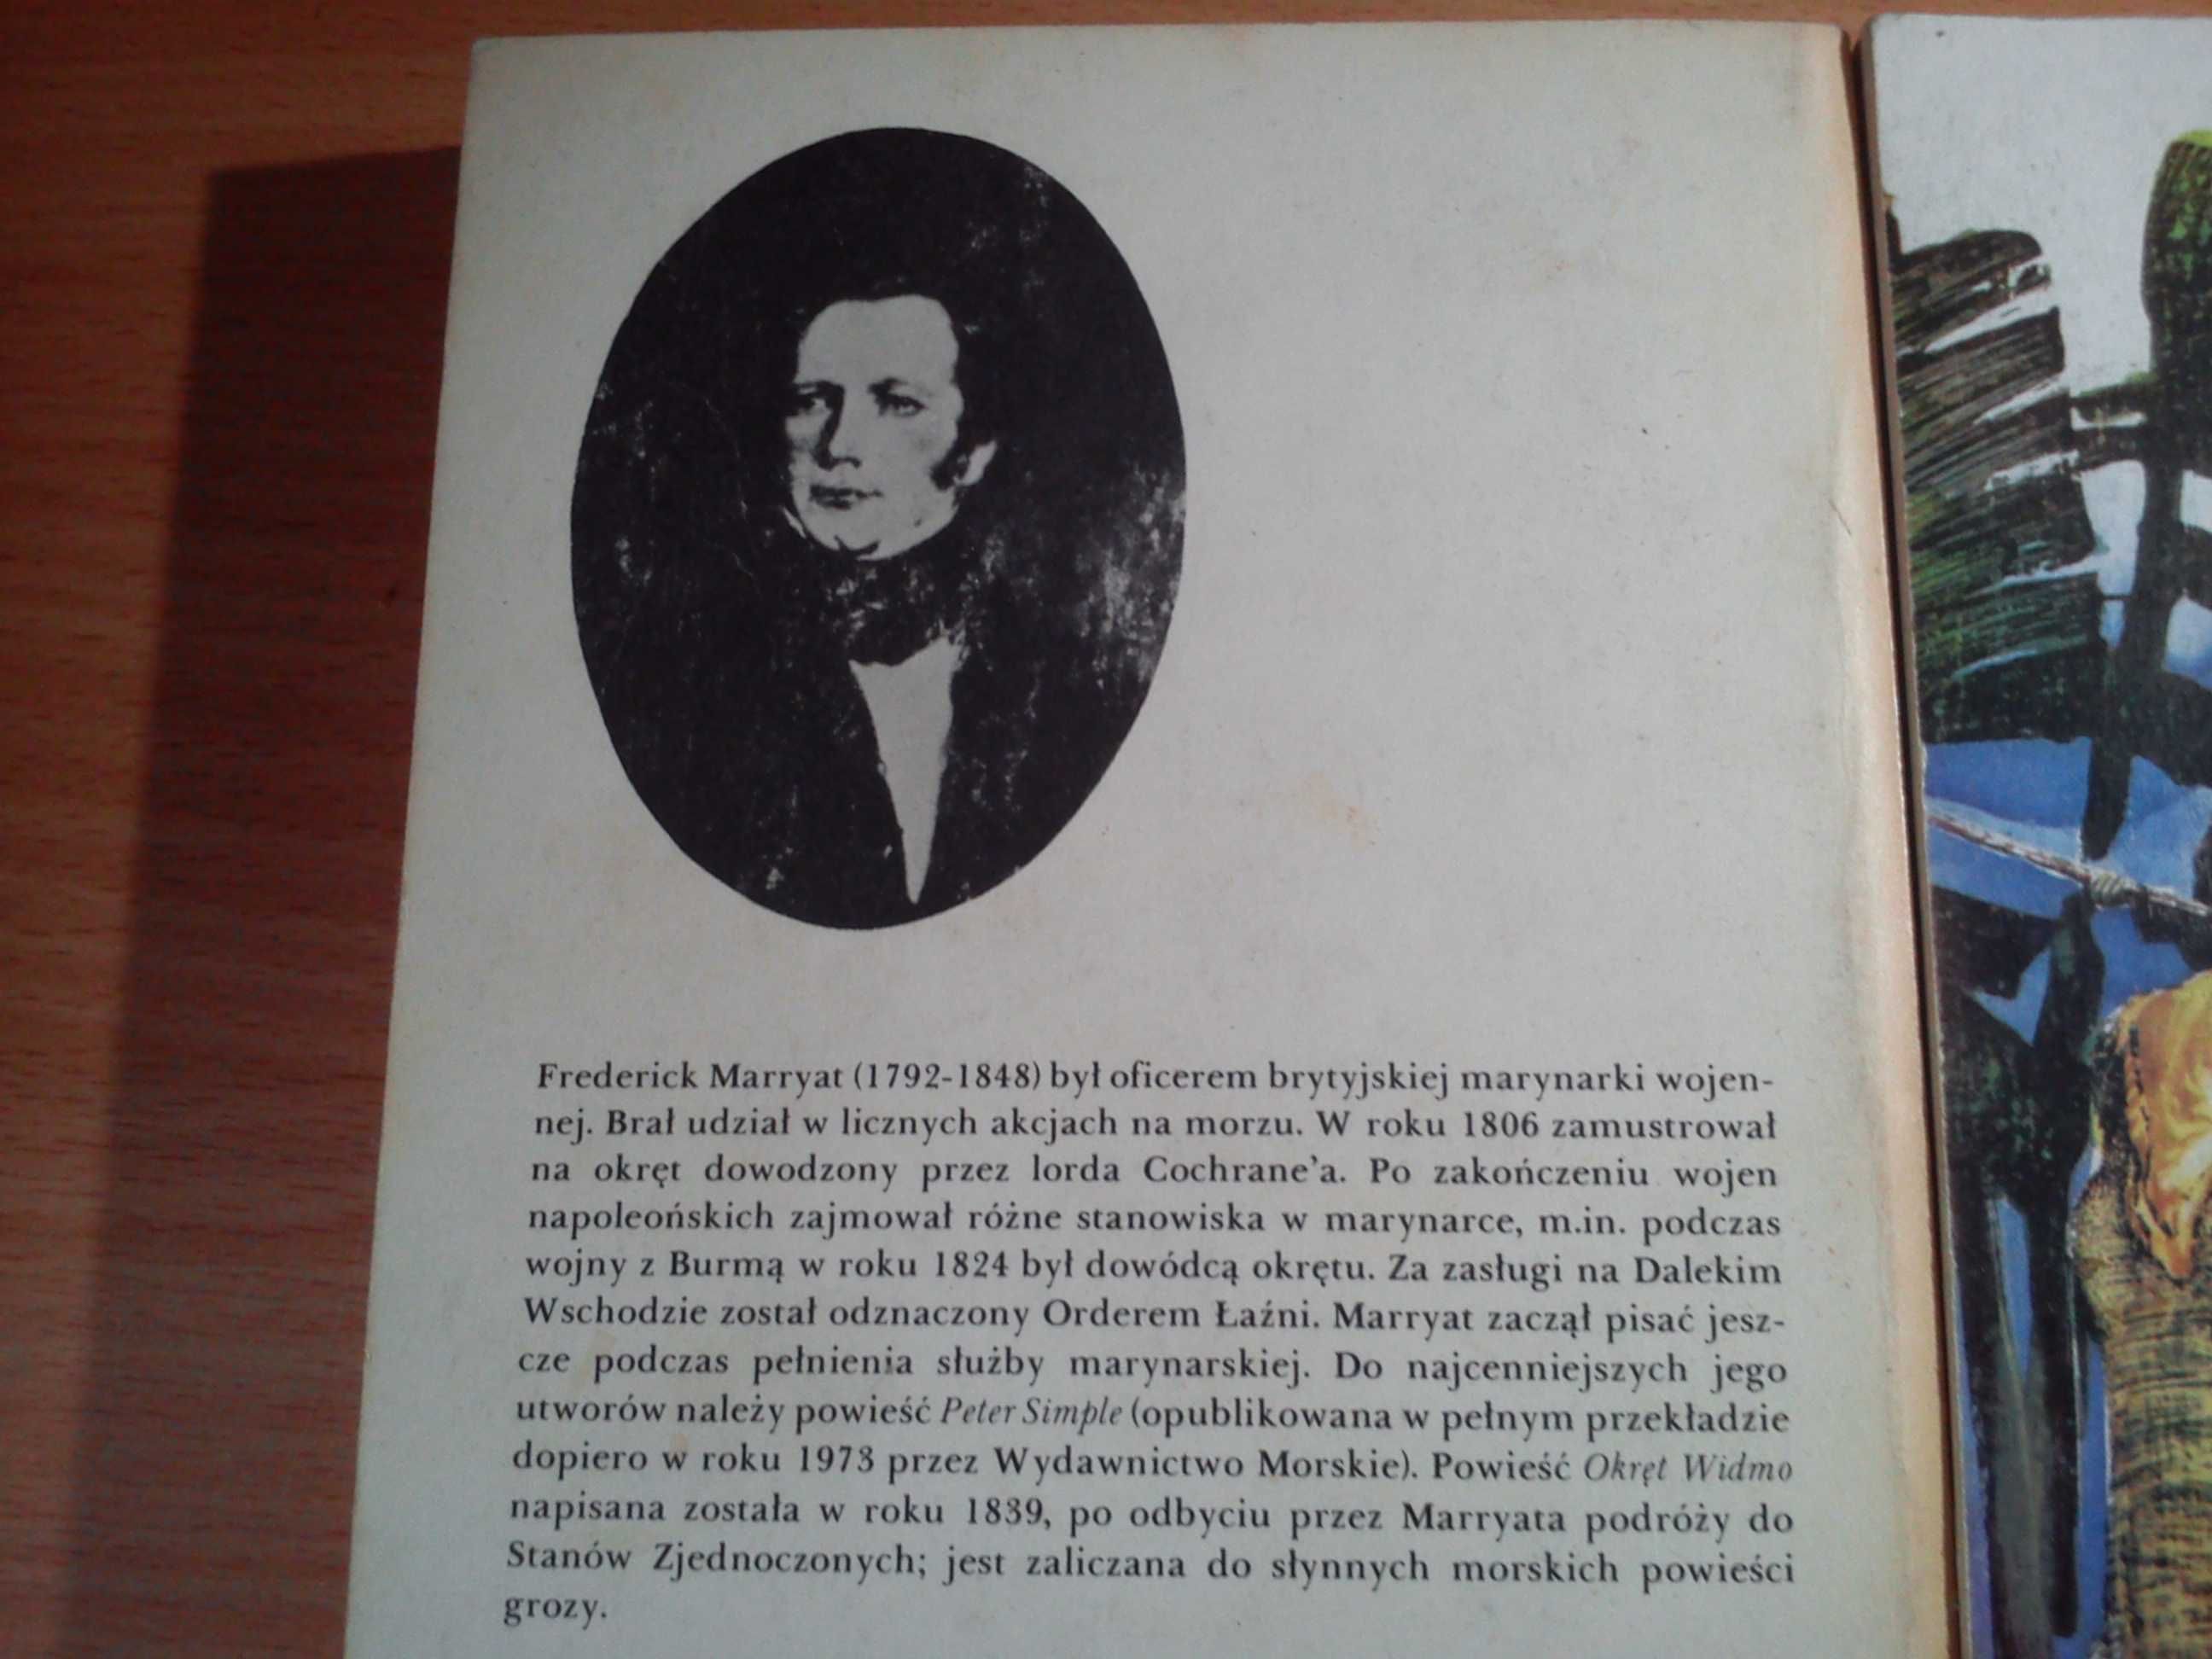 Frederick Marryat (1792-1848) był oficerem brytyjskiej marynarki wojen-
nej. Brał udział w licznych akcjach na morzu. W roku 1806 zamustrował
na okręt dowodzony przez lorda Cochrane'a. Po zakończeniu wojen
napoleońskich zajmował różne stanowiska w marynarce, m.in. podczas
wojny z Burmą w roku 1824 był dowódcą okrętu. Za zasługi na Dalekim
Wschodzie został odznaczony Orderem Łaźni. Marryat zaczął pisać jesz-
cze podczas pełnienia służby marynarskiej. Do najcenniejszych jego
utworów należy powieść Peter Simple (opublikowana w pełnym przekładzie
dopiero w roku 1973 przez Wydawnictwo Morskie). Powieść Okręt Widmo
napisana została w roku 1839, po odbyciu przez Marryata podróży do
Stanów Zjednoczonych; jest zaliczana do słynnych morskich powieści
grozy.